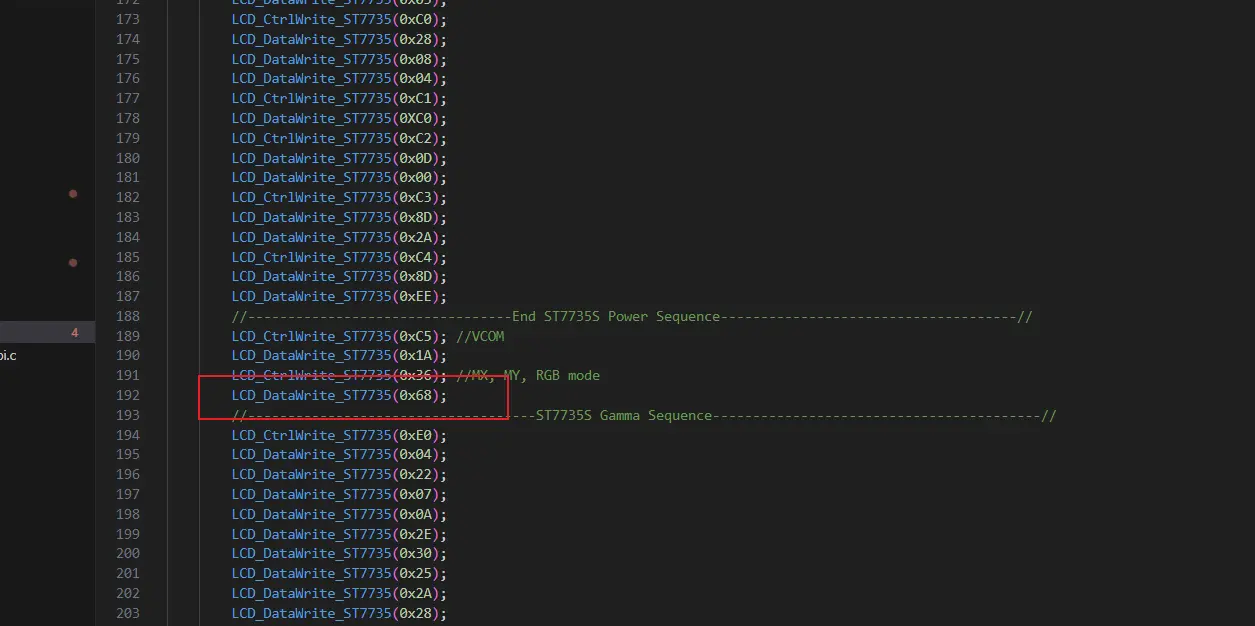 172 LCD_DataWrite_ST7735(0x05);
173 LCD_CtrlWrite_ST7735(0xC0);
174 LCD_DataWrite_ST7735(0x28);
175 LCD_DataWrite_ST7735(0x08);
176 LCD_DataWrite_ST7735(0x04);
177 LCD_CtrlWrite_ST7735(0xC1);
178 LCD_DataWrite_ST7735(0XC0);
179 LCD_CtrlWrite_ST7735(0xC2);
180 LCD_DataWrite_ST7735(0x0D);
181 LCD_DataWrite_ST7735(0x00);
182 LCD_CtrlWrite_ST7735(0xC3);
183 LCD_DataWrite_ST7735(0x8D);
184 LCD_DataWrite_ST7735(0x2A);
185 LCD_CtrlWrite_ST7735(0xC4);
186 LCD_DataWrite_ST7735(0x8D);
187 LCD_DataWrite_ST7735(0xEE);
188 //---------------------------------End ST7735S Power Sequence-------------------------------------//
4 189 LCD_CtrlWrite_ST7735(0xC5); //VCOM
pi.c 190 LCD_DataWrite_ST7735(0x1A);
191 LCD_CtrlWrite_ST7735(0x36); //MX, MY, RGB mode
192 LCD_DataWrite_ST7735(0x68);
193 //------------------------------------ST7735S Gamma Sequence-----------------------------------------//
194 LCD_CtrlWrite_ST7735(0xE0);
195 LCD_DataWrite_ST7735(0x04);
196 LCD_DataWrite_ST7735(0x22);
197 LCD_DataWrite_ST7735(0x07);
198 LCD_DataWrite_ST7735(0x0A);
199 LCD_DataWrite_ST7735(0x2E);
200 LCD_DataWrite_ST7735(0x30);
201 LCD_DataWrite_ST7735(0x25);
202 LCD_DataWrite_ST7735(0x2A);
203 LCD_DataWrite_ST7735(0x28);